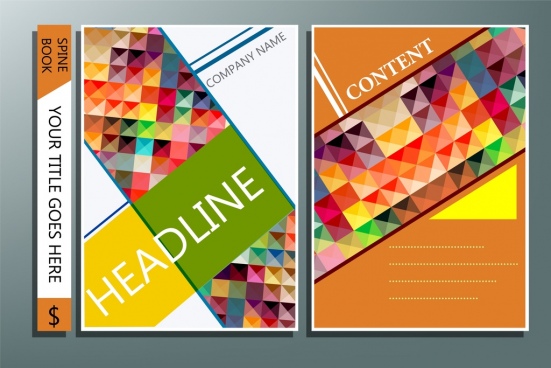 SPINE
BOOK
YOUR TITLE GOES HERE
$
COMPANY NAME
HEADLINE
CONTENT